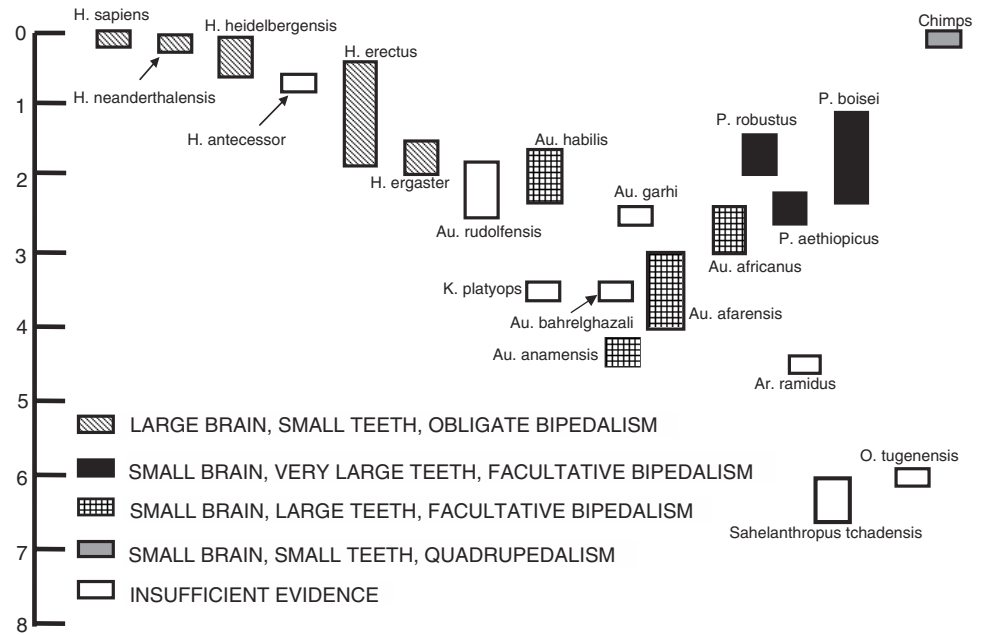 H. sapiens
H. heidelbergensis
Chimps
0
H. erectus
H. neanderthalensis
1
P. boisei
H. antecessor
P. robustus
Au. habilis
2
H. ergaster
Au. garhi
Au. rudolfensis
P. aethiopicus
3
Au. africanus
K. platyops
Au. bahrelghazali
Au. afarensis
4
Au. anamensis
Ar. ramidus
5
LARGE BRAIN, SMALL TEETH, OBLIGATE BIPEDALISM
O. tugenensis
6
SMALL BRAIN, VERY LARGE TEETH, FACULTATIVE BIPEDALISM
SMALL BRAIN, LARGE TEETH, FACULTATIVE BIPEDALISM
Sahelanthropus tchadensis
7
SMALL BRAIN, SMALL TEETH, QUADRUPEDALISM
INSUFFICIENT EVIDENCE
8